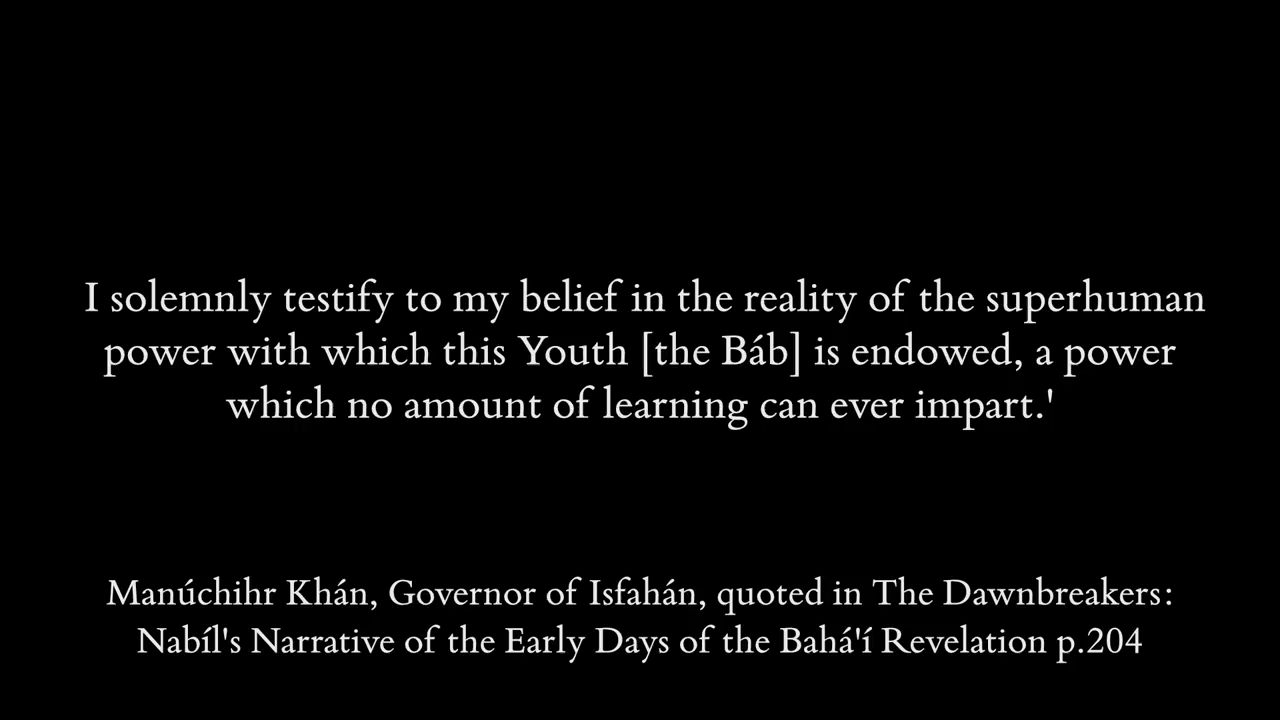 I solemnly testify to my belief in the reality of the superhuman
power with which this Youth [the Báb] is endowed, a power
which no amount of learning can ever impart.'
Manúchihr Khán, Governor of Isfahán, quoted in The Dawnbreakers:
Nabíl's Narrative of the Early Days of the Bahá'í Revelation p.204